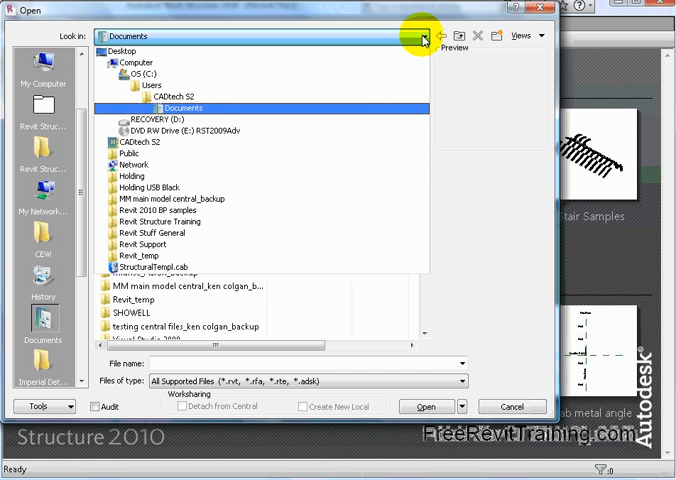 Open
Look in:
Documents
Views
Desktop
Computer
OS (C:)
Users
CADtech S2
Documents
RECOVERY (D:)
DVD RW Drive (E:) RST2009Adv
CADtech S2
Public
Network
Holding
Holding USB Black
MM main model central_backup
Revit 2010 BP samples
Revit Structure Training
Revit Stuff General
Revit Support
Revit_temp
StructuralTempl.cab
MM main model central_ken colgan_b...
Revit_temp
SHOWELL
testing central files_ken colgan_backup
My Computer
Revit Struc...
Revit Struc...
My Network...
CEW
History
Documents
Imperial Det...
Preview
File name:
Files of type:
All Supported Files (*.rvt, *.rfa, *.rte, *.adsk)
Worksharing
Tools
Audit
Detach from Central
Create New Local
Open
Cancel
Stair Samples
ab metal angle
Autodesk®
FreeRevitTraining.com
Structure 2010
Ready
:0